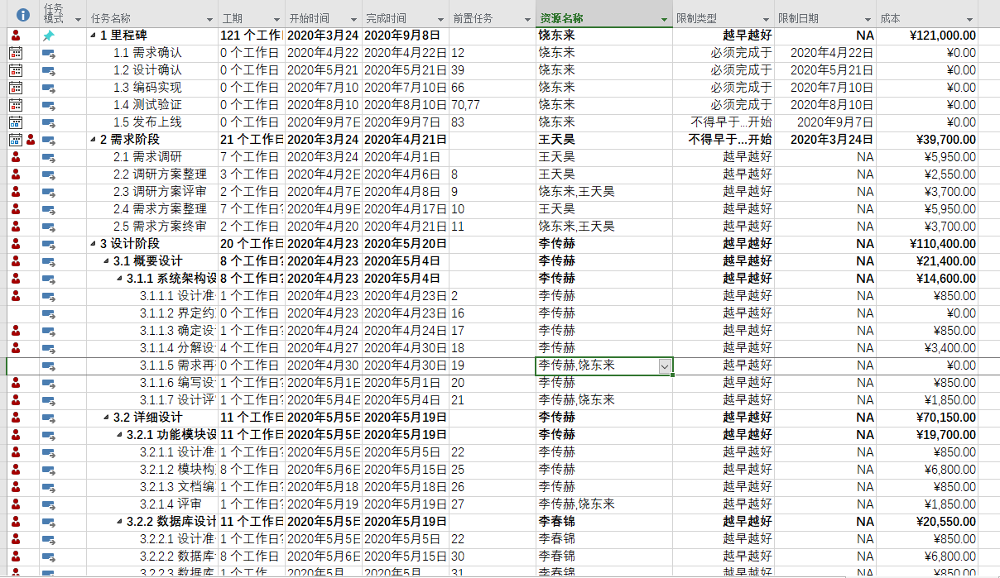 任务模式 任务名称 工期 开始时间 完成时间 前置任务 资源名称 限制类型 限制日期 成本
1 里程碑 121 个工作 2020年3月24 2020年9月8日 饶东来 越早越好 NA ¥121,000.00
1.1 需求确认 0 个工作日 2020年4月22 2020年4月22日 12 饶东来 必须完成于 2020年4月22日 ¥0.00
1.2 设计确认 0 个工作日 2020年5月21 2020年5月21日 39 饶东来 必须完成于 2020年5月21日 ¥0.00
1.3 编码实现 0 个工作日 2020年7月10 2020年7月10日 66 饶东来 必须完成于 2020年7月10日 ¥0.00
1.4 测试验证 0 个工作日 2020年8月10 2020年8月10日 70,77 饶东来 必须完成于 2020年8月10日 ¥0.00
1.5 发布上线 0 个工作日 2020年9月7日 2020年9月7日 83 饶东来 不得早于...开始 2020年9月7日 ¥0.00
2 需求阶段 21 个工作日 2020年3月24 2020年4月21日 王天昊 不得早于...开始 2020年3月24日 ¥39,700.00
2.1 需求调研 7 个工作日 2020年3月24 2020年4月1日 王天昊 越早越好 NA ¥5,950.00
2.2 调研方案整理 3 个工作日 2020年4月2日 2020年4月6日 8 王天昊 越早越好 NA ¥2,550.00
2.3 调研方案评审 2 个工作日 2020年4月7日 2020年4月8日 9 饶东来,王天昊 越早越好 NA ¥3,700.00
2.4 需求方案整理 7 个工作日? 2020年4月9日 2020年4月17日 10 王天昊 越早越好 NA ¥5,950.00
2.5 需求方案终审 2 个工作日 2020年4月20 2020年4月21日 11 饶东来,王天昊 越早越好 NA ¥3,700.00
3 设计阶段 20 个工作日 2020年4月23 2020年5月20日 李传赫 越早越好 NA ¥110,400.00
3.1 概要设计 8 个工作日? 2020年4月23 2020年5月4日 李传赫 越早越好 NA ¥21,400.00
3.1.1 系统架构设 8 个工作日? 2020年4月23 2020年5月4日 李传赫 越早越好 NA ¥14,600.00
3.1.1.1 设计准 1 个工作日 2020年4月23 2020年4月23日 2 李传赫 越早越好 NA ¥850.00
3.1.1.2 界定约 0 个工作日 2020年4月23 2020年4月23日 16 李传赫 越早越好 NA ¥0.00
3.1.1.3 确定设 1 个工作日? 2020年4月24 2020年4月24日 17 李传赫 越早越好 NA ¥850.00
3.1.1.4 分解设 4 个工作日 2020年4月27 2020年4月30日 18 李传赫 越早越好 NA ¥3,400.00
3.1.1.5 需求再 0 个工作日 2020年4月30 2020年4月30日 19 李传赫,饶东来 越早越好 NA ¥0.00
3.1.1.6 编写设 1 个工作日? 2020年5月1日 2020年5月1日 20 李传赫 越早越好 NA ¥850.00
3.1.1.7 设计评 1 个工作日? 2020年5月4日 2020年5月4日 21 李传赫,饶东来 越早越好 NA ¥1,850.00
3.2 详细设计 11 个工作日 2020年5月5日 2020年5月19日 李传赫 越早越好 NA ¥70,150.00
3.2.1 功能模块设 11 个工作日 2020年5月5日 2020年5月19日 李传赫 越早越好 NA ¥19,700.00
3.2.1.1 设计准 1 个工作日? 2020年5月5日 2020年5月5日 22 李传赫 越早越好 NA ¥850.00
3.2.1.2 模块构 8 个工作日 2020年5月6日 2020年5月15日 25 李传赫 越早越好 NA ¥6,800.00
3.2.1.3 文档编 1 个工作日? 2020年5月18 2020年5月18日 26 李传赫 越早越好 NA ¥850.00
3.2.1.4 评审 1 个工作日? 2020年5月19 2020年5月19日 27 李传赫,饶东来 越早越好 NA ¥1,850.00
3.2.2 数据库设计 11 个工作日 2020年5月5日 2020年5月19日 李春锦 越早越好 NA ¥20,550.00
3.2.2.1 设计准 1 个工作日? 2020年5月5日 2020年5月5日 22 李春锦 越早越好 NA ¥850.00
3.2.2.2 数据库 8 个工作日 2020年5月6日 2020年5月15日 30 李春锦 越早越好 NA ¥6,800.00
3.2.2.3 数据库 1 个工作 2020年5月 2020年5月 31 李春锦 越早越好 NA ¥850.00